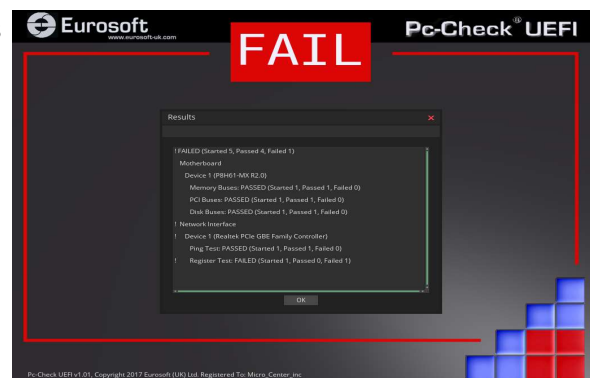 Eurosoft
www.eurosoft-uk.com
FAIL
Pc-Check® UEFI
Results
!FAILED (Started 5, Passed 4, Failed 1)
Motherboard
Device 1 (P8H61-MX R2.0)
Memory Buses: PASSED (Started 1, Passed 1, Failed 0)
PCI Buses: PASSED (Started 1, Passed 1, Failed 0)
Disk Buses: PASSED (Started 1, Passed 1, Failed 0)
! Network Interface
! Device 1 (Realtek PCIe GBE Family Controller)
Ping Test: PASSED (Started 1, Passed 1, Failed 0)
! Register Test: FAILED (Started 1, Passed 0, Failed 1)
OK
Pc-Check UEFI v1.01, Copyright 2017 Eurosoft (UK) Ltd. Registered To: Micro_Center_inc